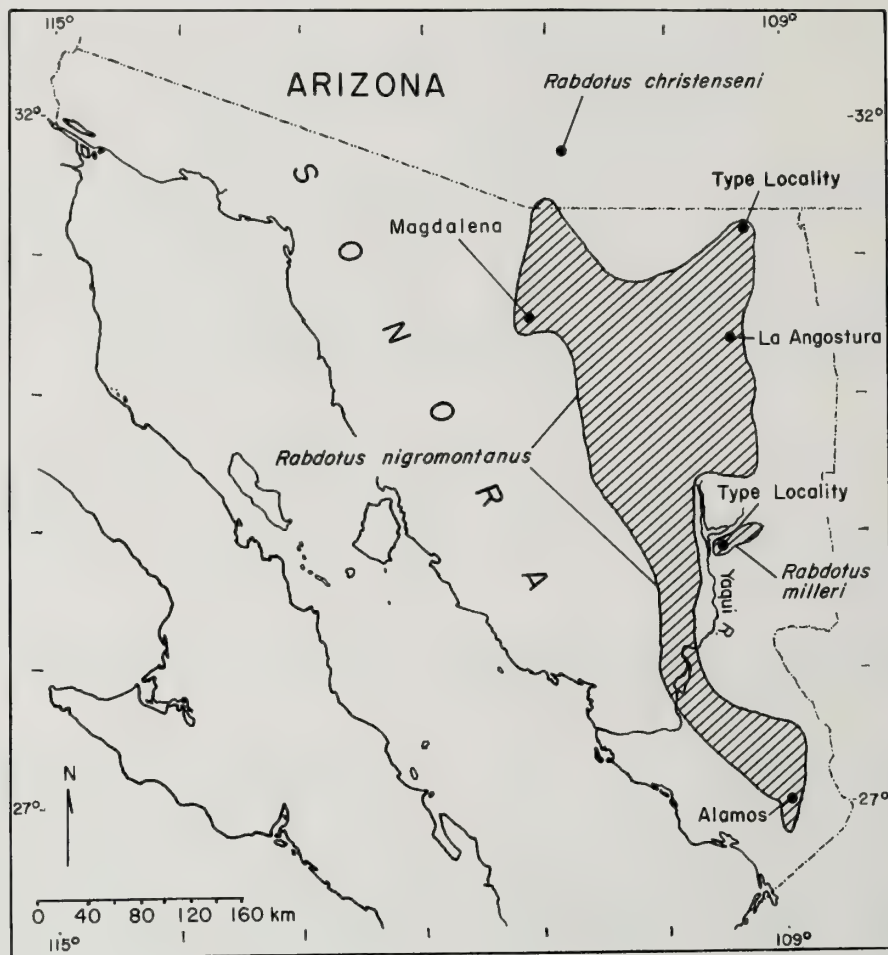 115°
109°
ARIZONA
Rabdotus christenseni
32°
32°
Type Locality
Magdalena
SONORA
La Angostura
Rabdotus nigromontanus
Type Locality
Rabdotus
milleri
Yaqui R.
N
27°
27°
Alamos
0 40 80 120 160 km
115°
109°